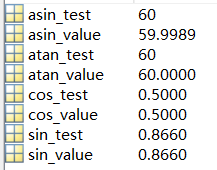 asin_test 60
asin_value 59.9989
atan_test 60
atan_value 60.0000
cos_test 0.5000
cos_value 0.5000
sin_test 0.8660
sin_value 0.8660